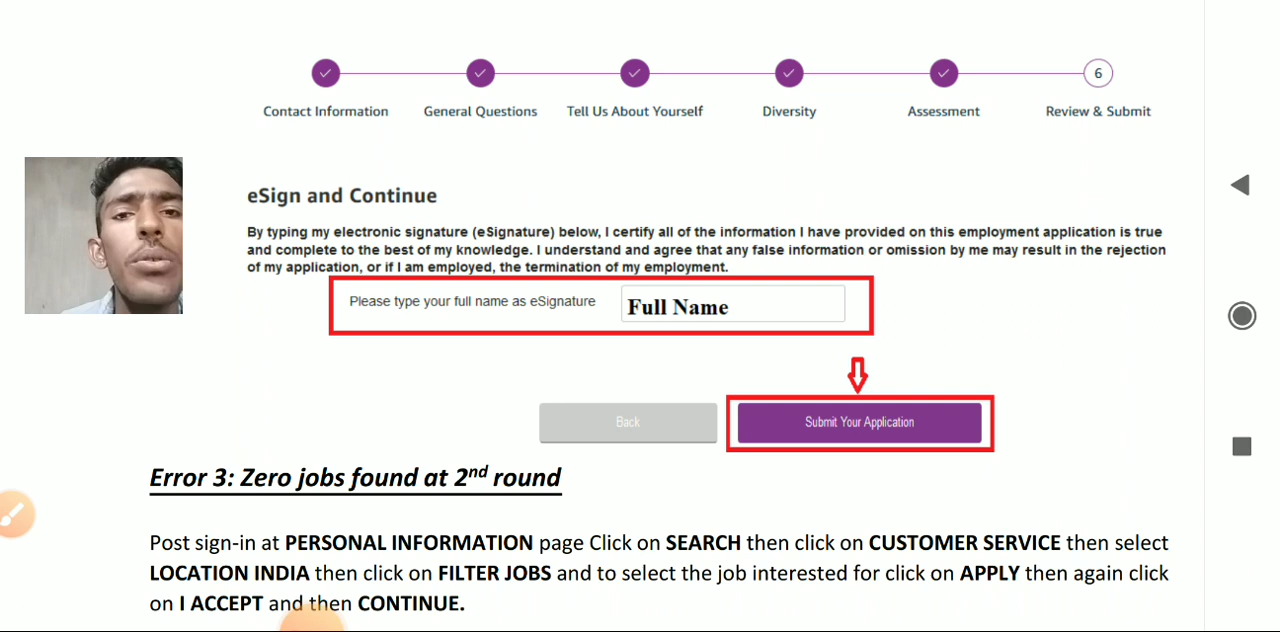 6
Contact Information General Questions Tell Us About Yourself Diversity Assessment Review & Submit
eSign and Continue
By typing my electronic signature (eSignature) below, I certify all of the information I have provided on this employment application is true
and complete to the best of my knowledge. I understand and agree that any false information or omission by me may result in the rejection
of my application, or if I am employed, the termination of my employment.
Please type your full name as eSignature Full Name
Back Submit Your Application
Error 3: Zero jobs found at 2nd round
Post sign-in at PERSONAL INFORMATION page Click on SEARCH then click on CUSTOMER SERVICE then select
LOCATION INDIA then click on FILTER JOBS and to select the job interested for click on APPLY then again click
on I ACCEPT and then CONTINUE.